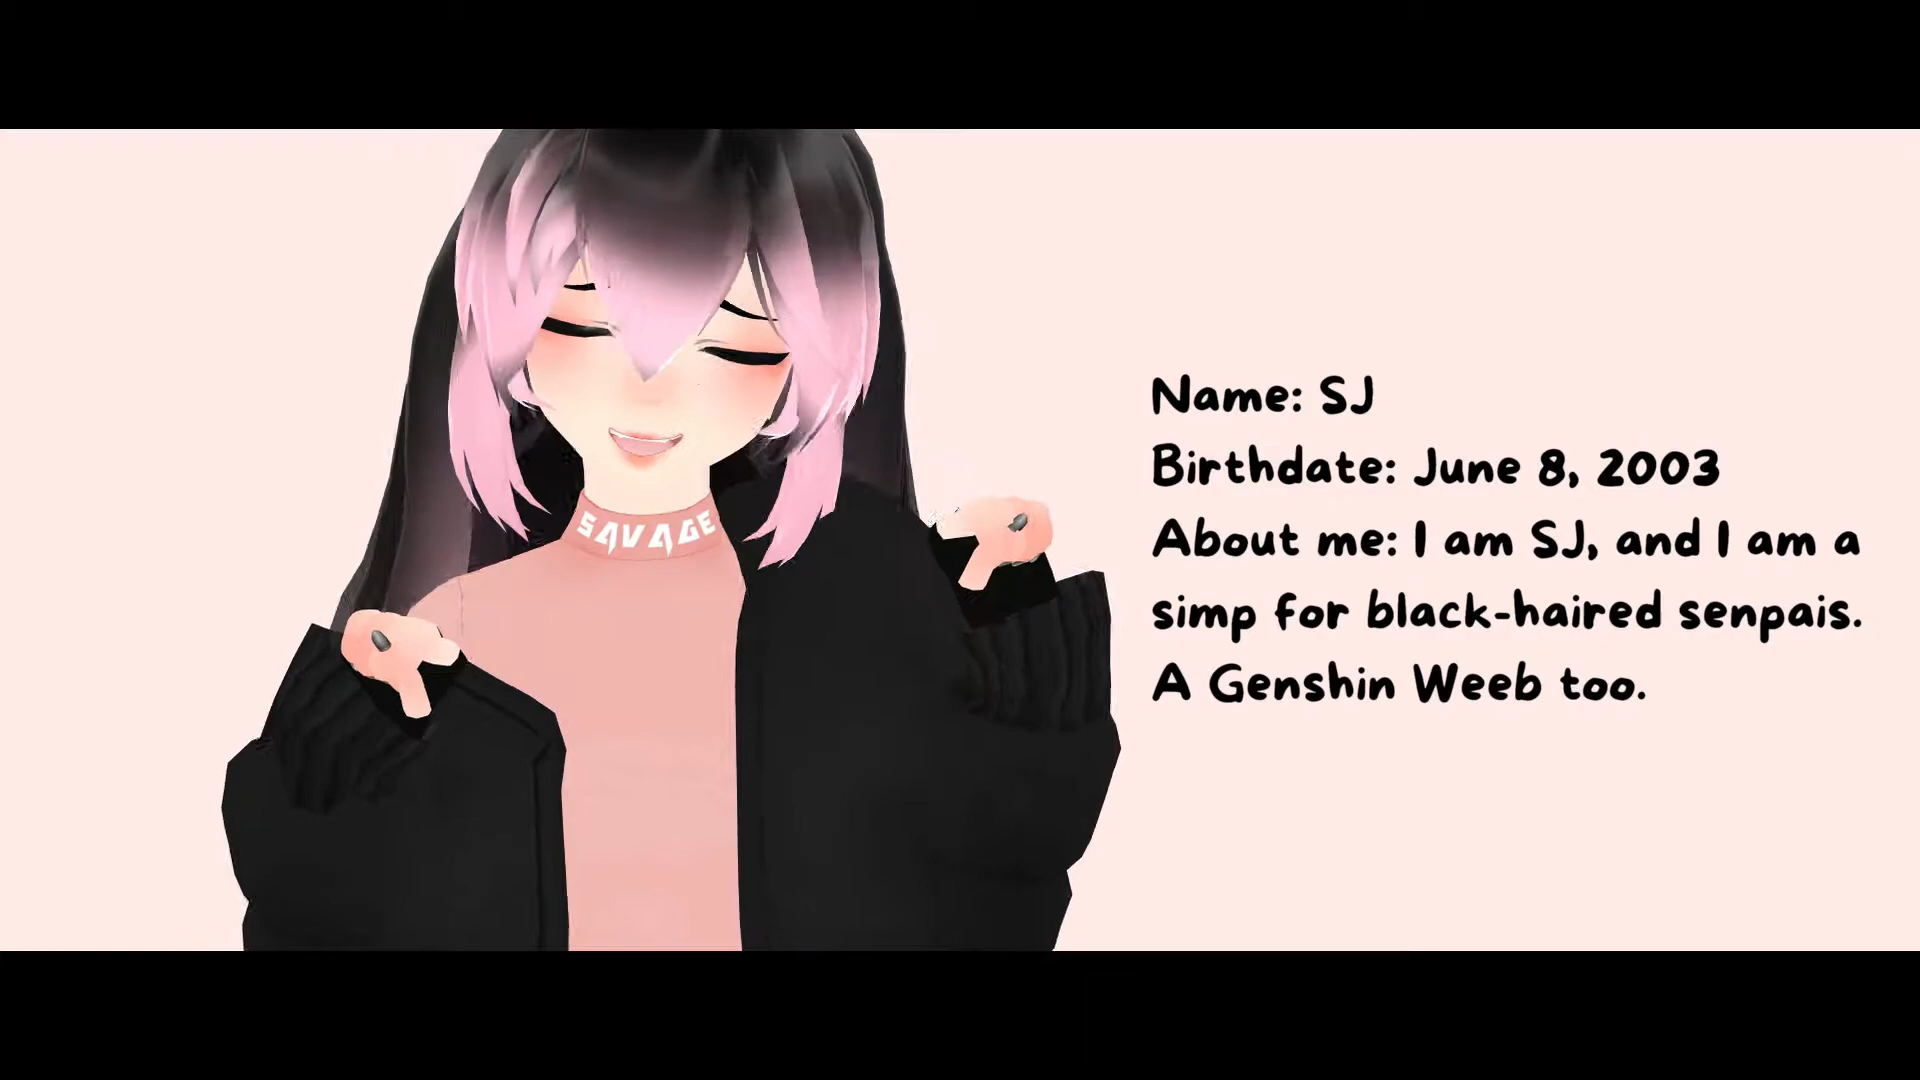 SAVAGE
Name: SJ
Birthdate: June 8, 2003
About me: I am SJ, and I am a
simp for black-haired senpais.
A Genshin Weeb too.